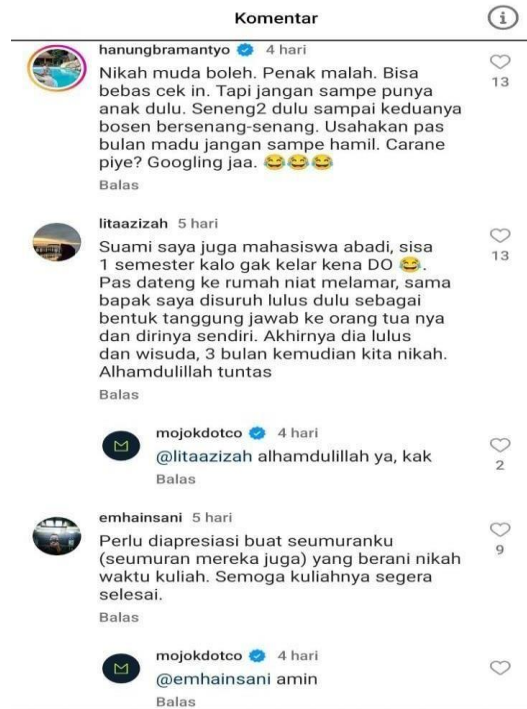 Komentar
hanungbramantyo 4 hari
Nikah muda boleh. Penak malah. Bisa
bebas cek in. Tapi jangan sampe punya
anak dulu. Seneng2 dulu sampai keduanya
bosen bersenang-senang. Usahakan pas
bulan madu jangan sampe hamil. Carane
piye? Googling jaa. 😂😂😂
13
Balas
litaazizah 5 hari
Suami saya juga mahasiswa abadi, sisa
1 semester kalo gak kelar kena DO 😂.
Pas dateng ke rumah niat melamar, sama
bapak saya disuruh lulus dulu sebagai
bentuk tanggung jawab ke orang tua nya
dan dirinya sendiri. Akhirnya dia lulus
dan wisuda, 3 bulan kemudian kita nikah.
Alhamdulillah tuntas
13
Balas
mojokdotco 4 hari
@litaazizah alhamdulillah ya, kak
2
Balas
emhainsani 5 hari
Perlu diapresiasi buat seumuranku
(seumuran mereka juga) yang berani nikah
waktu kuliah. Semoga kuliahnya segera
selesai.
9
Balas
mojokdotco 4 hari
@emhainsani amin
Balas